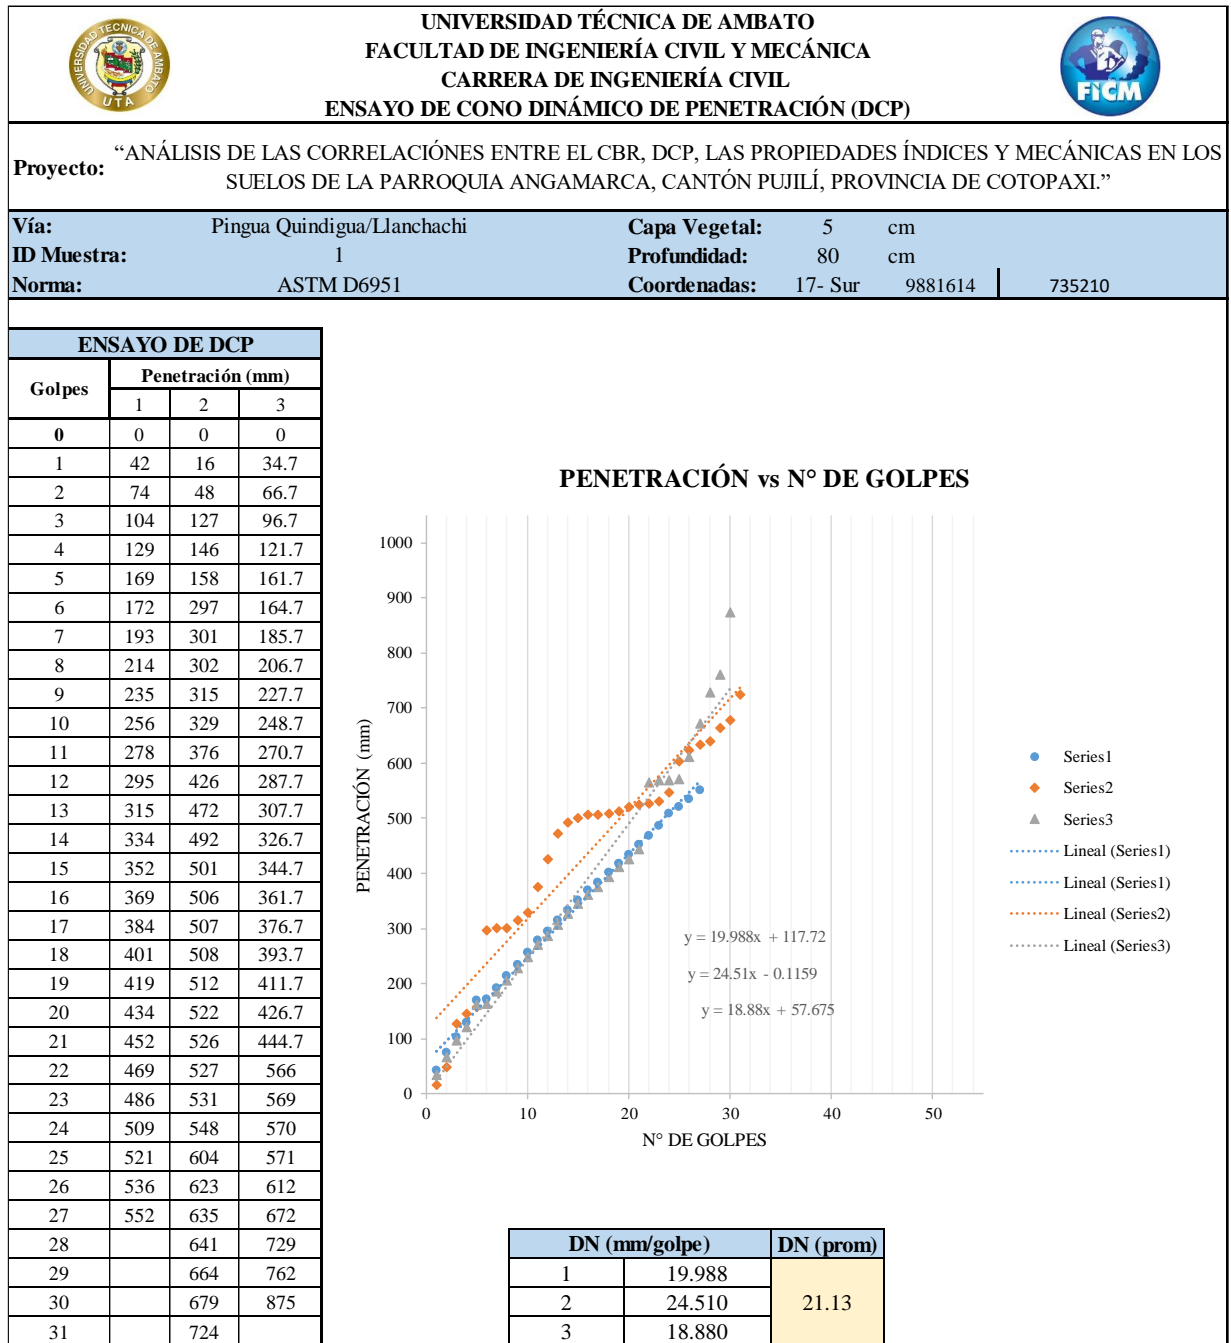 UNIVERSIDAD TÉCNICA DE AMBATO
FACULTAD DE INGENIERÍA CIVIL Y MECÁNICA
CARRERA DE INGENIERÍA CIVIL
ENSAYO DE CONO DINÁMICO DE PENETRACIÓN (DCP)
UNIVERSIDAD TECNICA DE AMBATO
UTA
FICM
Proyecto: “ANÁLISIS DE LAS CORRELACIÓNES ENTRE EL CBR, DCP, LAS PROPIEDADES ÍNDICES Y MECÁNICAS EN LOS
SUELOS DE LA PARROQUIA ANGAMARCA, CANTÓN PUJILÍ, PROVINCIA DE COTOPAXI.”
Vía: Pingua Quindigua/Llanchachi Capa Vegetal: 5 cm
ID Muestra: 1 Profundidad: 80 cm
Norma: ASTM D6951 Coordenadas: 17- Sur 9881614 735210
ENSAYO DE DCP
Golpes Penetración (mm)
1 2 3
0 0 0 0
1 42 16 34.7
2 74 48 66.7
3 104 127 96.7
4 129 146 121.7
5 169 158 161.7
6 172 297 164.7
7 193 301 185.7
8 214 302 206.7
9 235 315 227.7
10 256 329 248.7
11 278 376 270.7
12 295 426 287.7
13 315 472 307.7
14 334 492 326.7
15 352 501 344.7
16 369 506 361.7
17 384 507 376.7
18 401 508 393.7
19 419 512 411.7
20 434 522 426.7
21 452 526 444.7
22 469 527 566
23 486 531 569
24 509 548 570
25 521 604 571
26 536 623 612
27 552 635 672
28 641 729
29 664 762
30 679 875
31 724
PENETRACIÓN vs N° DE GOLPES
PENETRACIÓN (mm)
1000
900
800
700
600
500
400
300
200
100
0
0 10 20 30 40 50
N° DE GOLPES
y = 19.988x + 117.72
y = 24.51x - 0.1159
y = 18.88x + 57.675
Series1
Series2
Series3
Lineal (Series1)
Lineal (Series1)
Lineal (Series2)
Lineal (Series3)
DN (mm/golpe) DN (prom)
1 19.988
2 24.510 21.13
3 18.880